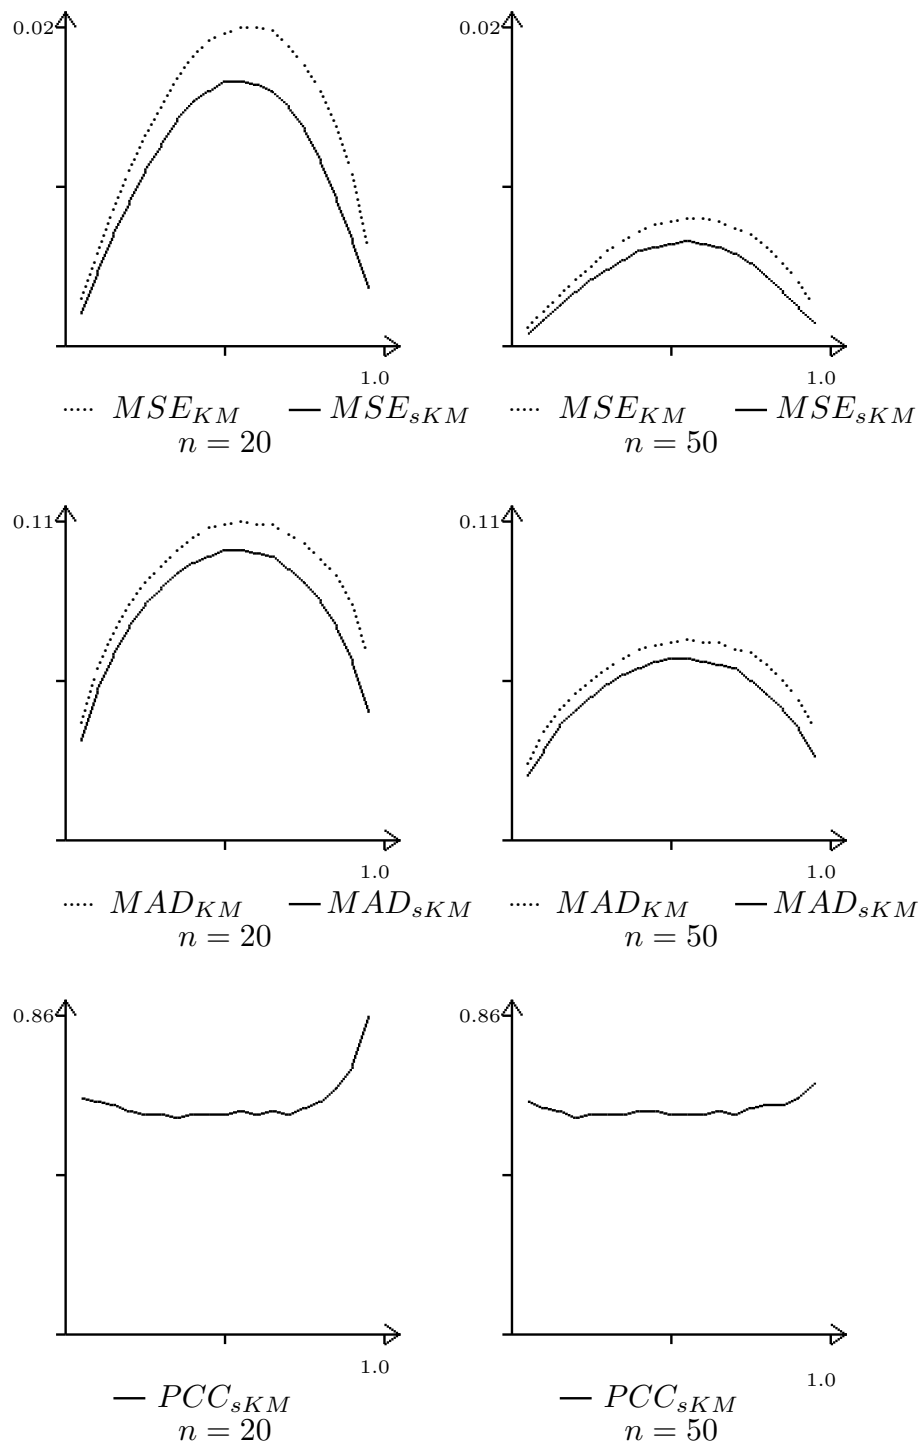 0.02 0.02
1.0 1.0
MSE_KM MSE_sKM MSE_KM MSE_sKM
n = 20 n = 50
0.11 0.11
1.0 1.0
MAD_KM MAD_sKM MAD_KM MAD_sKM
n = 20 n = 50
0.86 0.86
1.0 1.0
PCC_sKM PCC_sKM
n = 20 n = 50